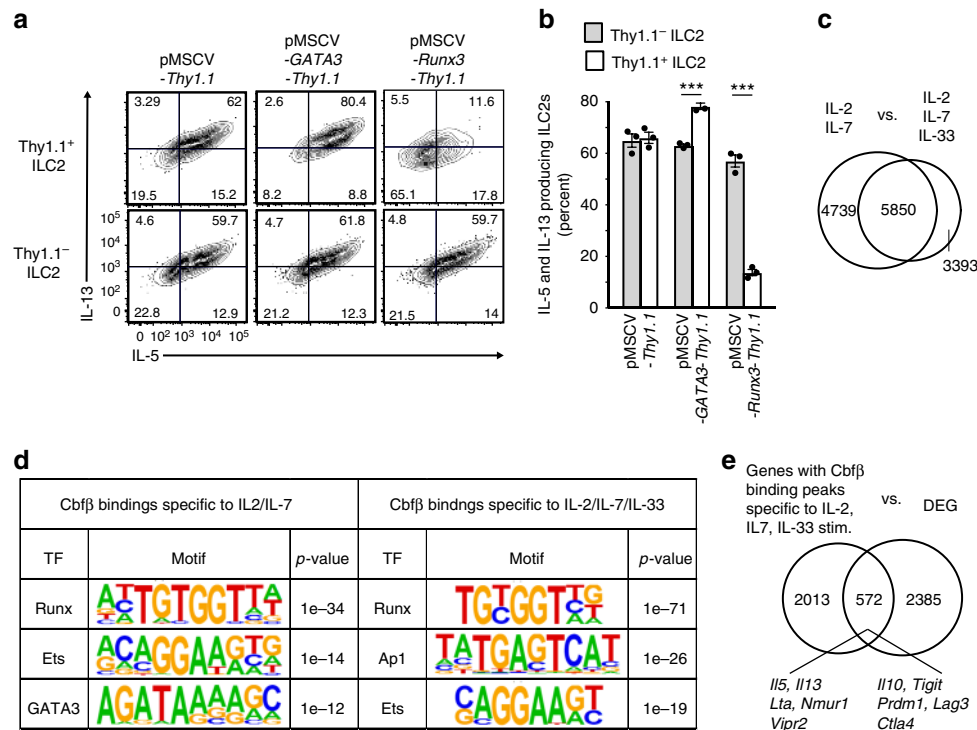 a
pMSCV
-Thy1.1
pMSCV
-GATA3
-Thy1.1
pMSCV
-Runx3
-Thy1.1
Thy1.1+
ILC2
3.29 62
19.5 15.2
2.6 80.4
8.2 8.8
5.5 11.6
65.1 17.8
Thy1.1−
ILC2
4.6 59.7
22.8 12.9
4.7 61.8
21.2 12.3
4.8 59.7
21.5 14
10⁵
10⁴
10³
10²
0
0 10² 10³ 10⁴ 10⁵
IL-13
IL-5
b
Thy1.1− ILC2
Thy1.1+ ILC2
*** ***
IL-5 and IL-13 producing ILC2s
(percent)
80
60
40
20
0
pMSCV
-Thy1.1
pMSCV
-GATA3-Thy1.1
pMSCV
-Runx3-Thy1.1
c
IL-2
IL-7
vs.
IL-2
IL-7
IL-33
4739 5850
3393
d
Cbfβ bindings specific to IL2/IL-7 Cbfβ bindngs specific to IL-2/IL-7/IL-33
TF Motif p-value TF Motif p-value
Runx 1e–34 Runx 1e–71
Ets 1e–14 Ap1 1e–26
GATA3 1e–12 Ets 1e–19
e
Genes with Cbfβ
binding peaks
specific to IL-2,
IL7, IL-33 stim.
vs. DEG
2013 572 2385
Il5, Il13
Lta, Nmur1
Vipr2
Il10, Tigit
Prdm1, Lag3
Ctla4